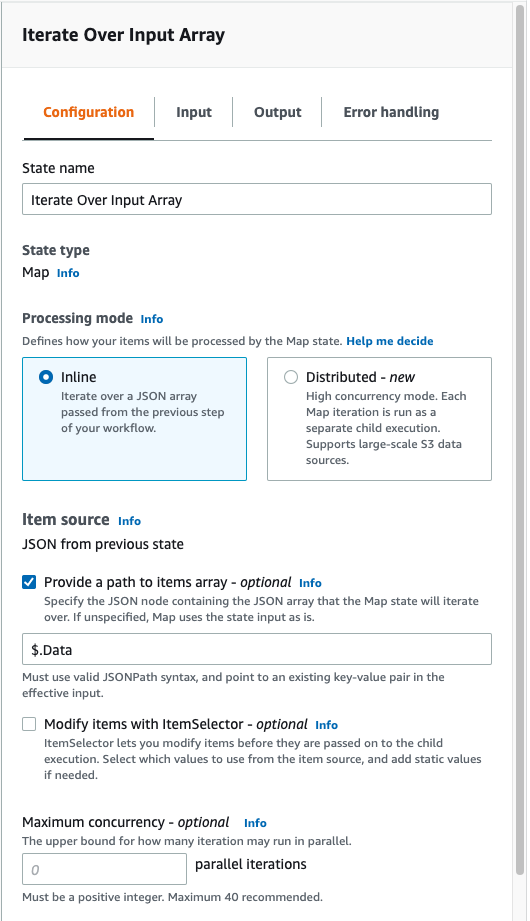 Iterate Over Input Array
Configuration Input Output Error handling
State name
Iterate Over Input Array
State type
Map Info
Processing mode Info
Defines how your items will be processed by the Map state. Help me decide
Inline
Iterate over a JSON array
passed from the previous step
of your workflow.
Distributed - new
High concurrency mode. Each
Map iteration is run as a
separate child execution.
Supports large-scale S3 data
sources.
Item source Info
JSON from previous state
Provide a path to items array - optional Info
Specify the JSON node containing the JSON array that the Map state will iterate
over. If unspecified, Map uses the state input as is.
$.Data
Must use valid JSONPath syntax, and point to an existing key-value pair in the
effective input.
Modify items with ItemSelector - optional Info
ItemSelector lets you modify items before they are passed on to the child
execution. Select which values to use from the item source, and add static values
if needed.
Maximum concurrency - optional Info
The upper bound for how many iteration may run in parallel.
0 parallel iterations
Must be a positive integer. Maximum 40 recommended.